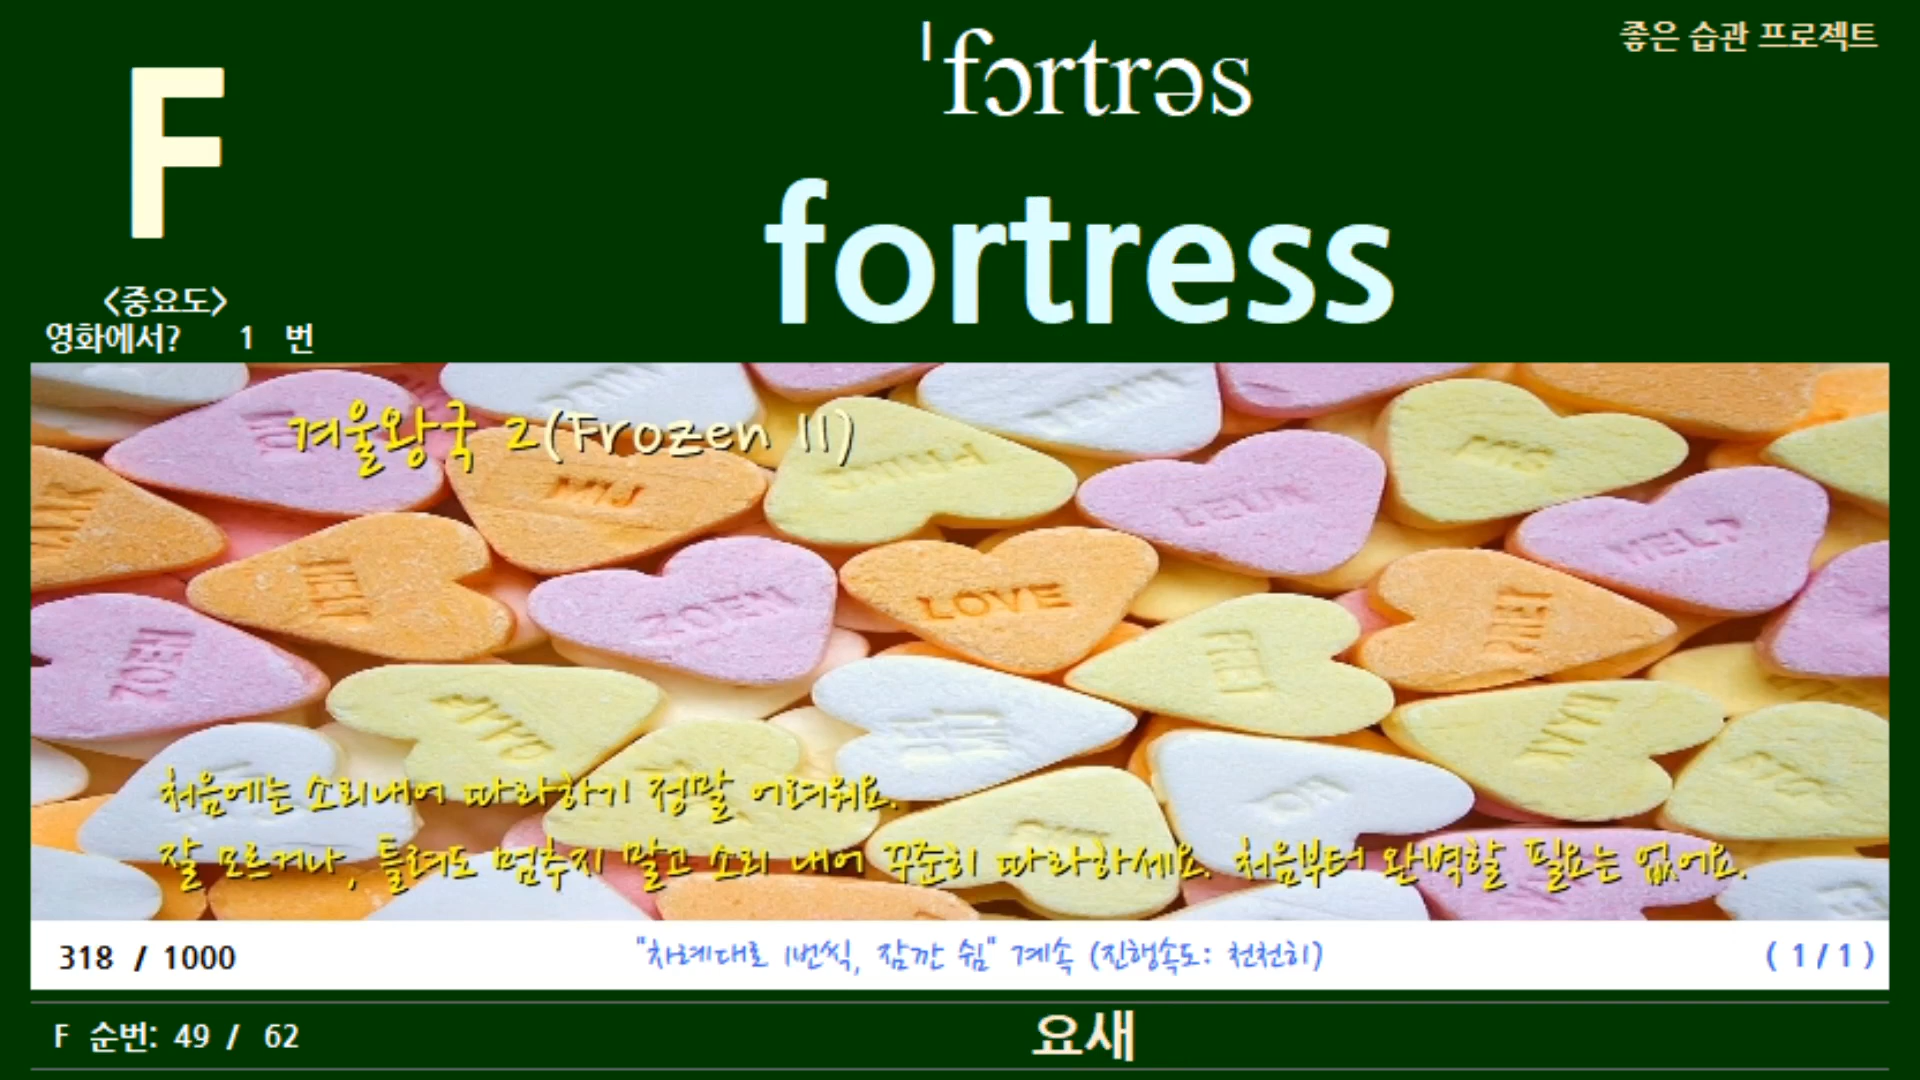 좋은 습관 프로젝트
F
ˈfɔrtrəs
fortress
<중요도>
영화에서? 1 번
겨울왕국 2(Frozen II)
MIJ
LEUK
HELP
ZOEN
LOVE
처음에는 소리내어 따라하기 정말 어려워요.
잘 모르거나, 틀려도 멈추지 말고 소리 내어 꾸준히 따라하세요. 처음부터 완벽할 필요는 없어요.
318 / 1000
"차례대로 1번씩, 잠깐 쉼" 계속 (진행속도: 천천히)
( 1 / 1 )
F 순번: 49 / 62
요새